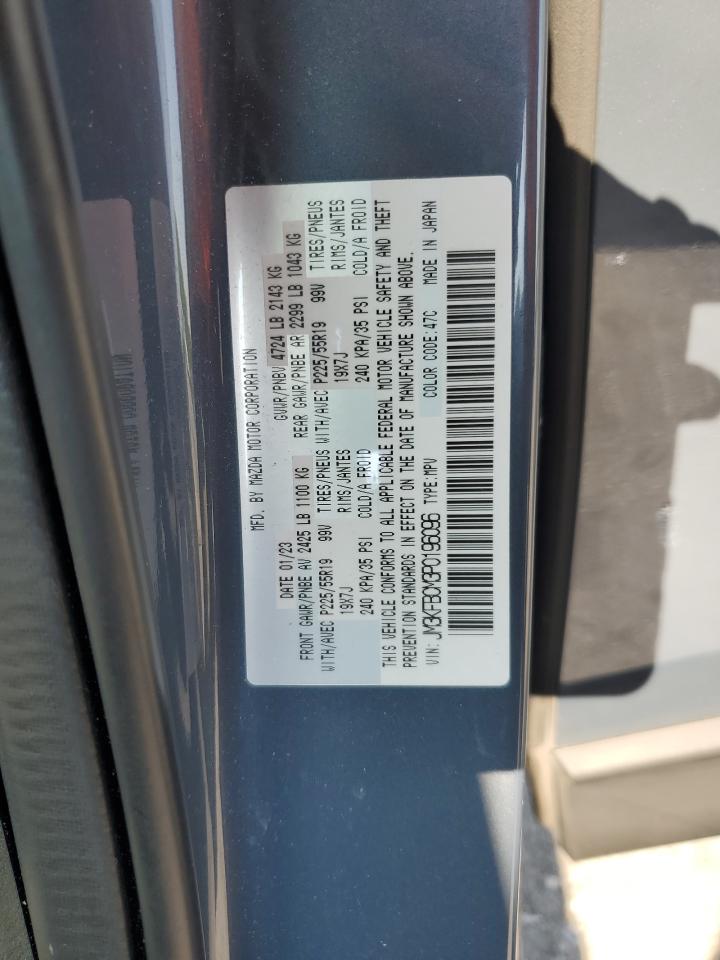 MFD. BY MAZDA MOTOR CORPORATION
DATE 01/23 GVWR/PNBV 4724 LB 2143 KG
FRONT GAWR/PNBE AV 2425 LB 1100 KG REAR GAWR/PNBE AR 2299 LB 1043 KG
WITH/AVEC P225/55R19 99V TIRES/PNEUS WITH/AVEC P225/55R19 99V TIRES/PNEUS
19X7J RIMS/JANTES 19X7J RIMS/JANTES
240 KPA/35 PSI COLD/A FROID 240 KPA/35 PSI COLD/A FROID
THIS VEHICLE CONFORMS TO ALL APPLICABLE FEDERAL MOTOR VEHICLE SAFETY AND THEFT
PREVENTION STANDARDS IN EFFECT ON THE DATE OF MANUFACTURE SHOWN ABOVE.
VIN: JM3KFBCM3P0196096 TYPE:MPV COLOR CODE:47C MADE IN JAPAN